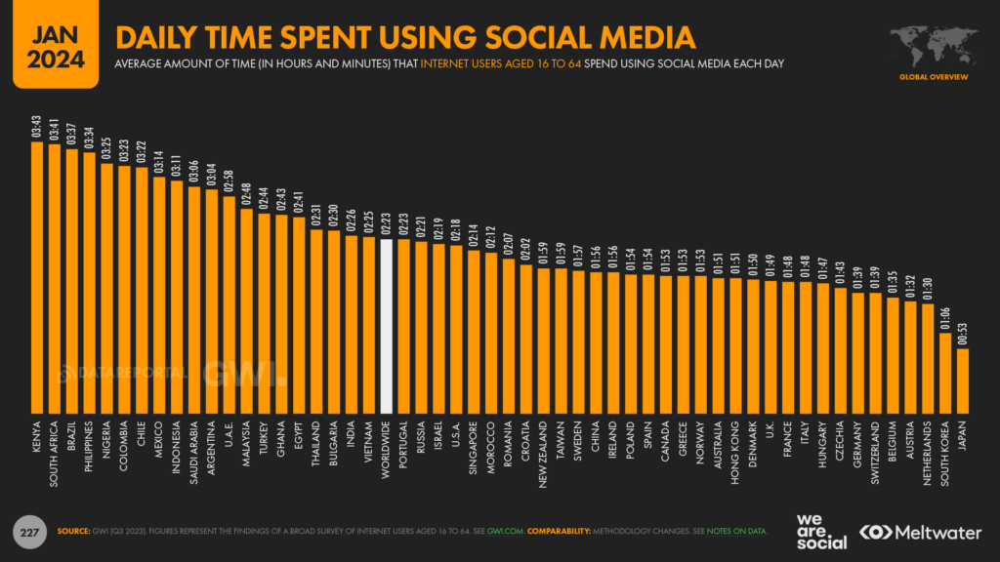 JAN
2024
DAILY TIME SPENT USING SOCIAL MEDIA
AVERAGE AMOUNT OF TIME (IN HOURS AND MINUTES) THAT INTERNET USERS AGED 16 TO 64 SPEND USING SOCIAL MEDIA EACH DAY
GLOBAL OVERVIEW
03:43
03:41
03:37
03:34
03:25
03:23
03:22
03:14
03:11
03:06
03:04
02:58
02:48
02:44
02:43
02:41
02:31
02:30
02:26
02:25
02:23
02:23
02:21
02:19
02:18
02:14
02:12
02:07
02:02
01:59
01:59
01:57
01:56
01:56
01:54
01:54
01:53
01:53
01:53
01:51
01:51
01:50
01:49
01:48
01:48
01:47
01:43
01:39
01:39
01:35
01:32
01:30
01:06
00:53
DATAREPORTAL
GWI.
KENYA
SOUTH AFRICA
BRAZIL
PHILIPPINES
NIGERIA
COLOMBIA
CHILE
MEXICO
INDONESIA
SAUDI ARABIA
ARGENTINA
U.A.E.
MALAYSIA
TURKEY
GHANA
EGYPT
THAILAND
BULGARIA
INDIA
VIETNAM
WORLDWIDE
PORTUGAL
RUSSIA
ISRAEL
U.S.A.
SINGAPORE
MOROCCO
ROMANIA
CROATIA
NEW ZEALAND
TAIWAN
SWEDEN
CHINA
IRELAND
POLAND
SPAIN
CANADA
GREECE
NORWAY
AUSTRALIA
HONG KONG
DENMARK
U.K.
FRANCE
ITALY
HUNGARY
CZECHIA
GERMANY
SWITZERLAND
BELGIUM
AUSTRIA
NETHERLANDS
SOUTH KOREA
JAPAN
227
SOURCE: GWI (Q3 2023). FIGURES REPRESENT THE FINDINGS OF A BROAD SURVEY OF INTERNET USERS AGED 16 TO 64. SEE GWI.COM. COMPARABILITY: METHODOLOGY CHANGES. SEE NOTES ON DATA.
we
are
social
Meltwater